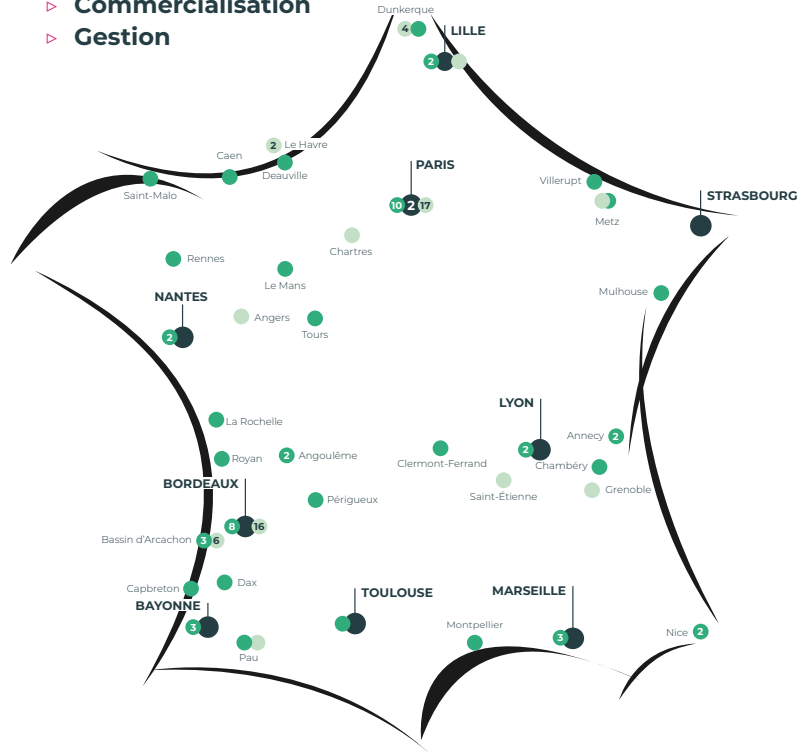 ▹ Commercialisation
▹ Gestion
Dunkerque
4
LILLE
2
2 Le Havre
Caen
Deauville
Saint-Malo
PARIS
10 2 17
Villerupt
Metz
STRASBOURG
Chartres
Rennes
Le Mans
Mulhouse
NANTES
2
Angers
Tours
LYON
2
La Rochelle
Royan
2 Angoulême
Clermont-Ferrand
Annecy 2
Chambéry
Saint-Étienne
Grenoble
BORDEAUX
8 16
Périgueux
Bassin d’Arcachon 3 6
Capbreton
Dax
BAYONNE
3
TOULOUSE
MARSEILLE
3
Montpellier
Nice 2
Pau